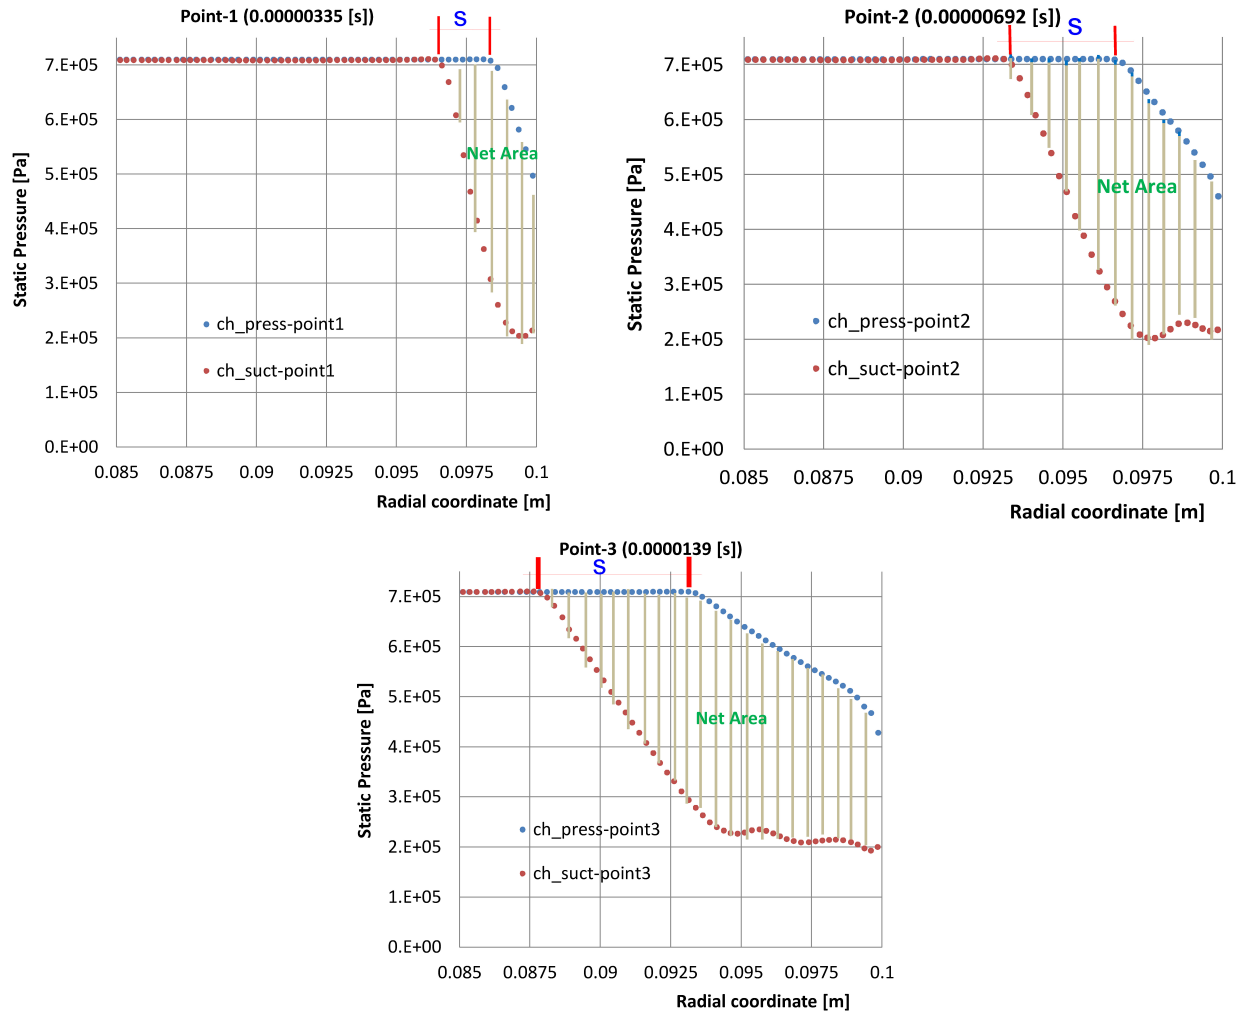 Point-1 (0.00000335 [s])
S
7.E+05
6.E+05
5.E+05
4.E+05
3.E+05
2.E+05
1.E+05
0.E+00
Static Pressure [Pa]
Net Area
ch_press-point1
ch_suct-point1
0.085 0.0875 0.09 0.0925 0.095 0.0975 0.1
Radial coordinate [m]
Point-2 (0.00000692 [s])
S
7.E+05
6.E+05
5.E+05
4.E+05
3.E+05
2.E+05
1.E+05
0.E+00
Static Pressure [Pa]
Net Area
ch_press-point2
ch_suct-point2
0.085 0.0875 0.09 0.0925 0.095 0.0975 0.1
Radial coordinate [m]
Point-3 (0.0000139 [s])
S
7.E+05
6.E+05
5.E+05
4.E+05
3.E+05
2.E+05
1.E+05
0.E+00
Static Pressure [Pa]
Net Area
ch_press-point3
ch_suct-point3
0.085 0.0875 0.09 0.0925 0.095 0.0975 0.1
Radial coordinate [m]